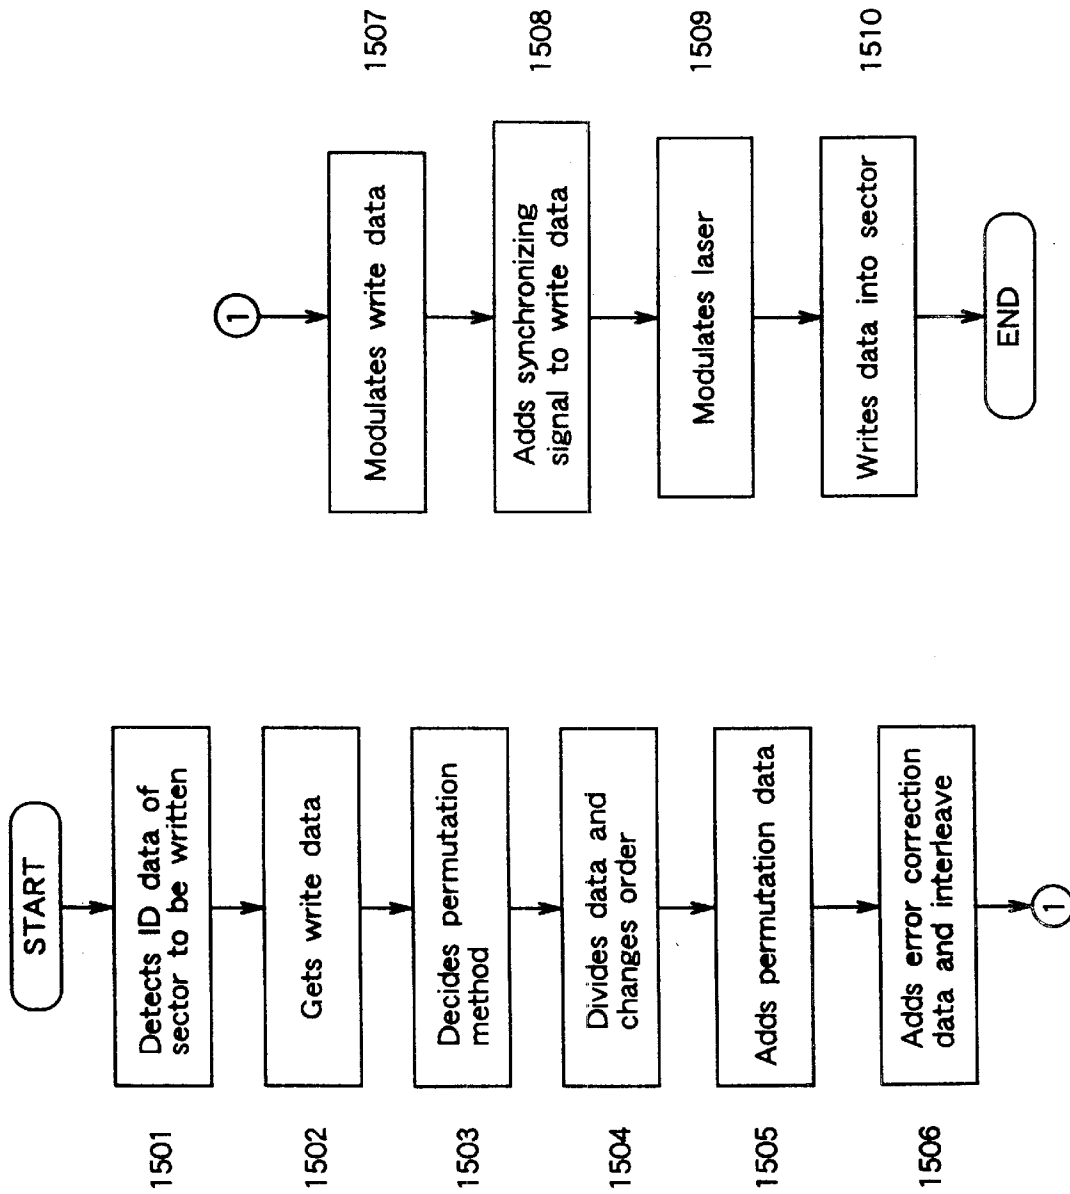 START
1501
Detects ID data of
sector to be written
1502
Gets write data
1503
Decides permutation
method
1504
Divides data and
changes order
1505
Adds permutation data
1506
Adds error correction
data and interleave
1
1
1507
Modulates write data
1508
Adds synchronizing
signal to write data
1509
Modulates laser
1510
Writes data into sector
END